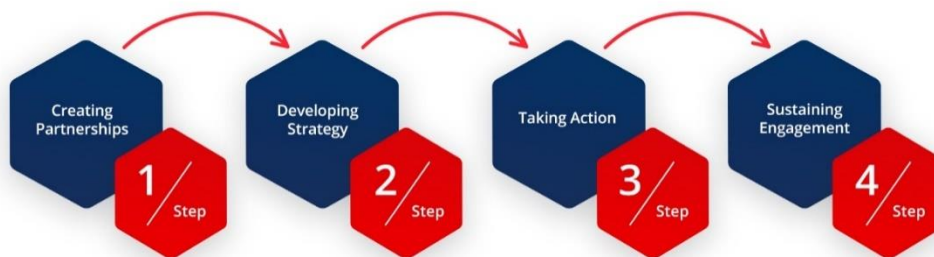 Creating
Partnerships
1
Step
Developing
Strategy
2
Step
Taking Action
3
Step
Sustaining
Engagement
4
Step